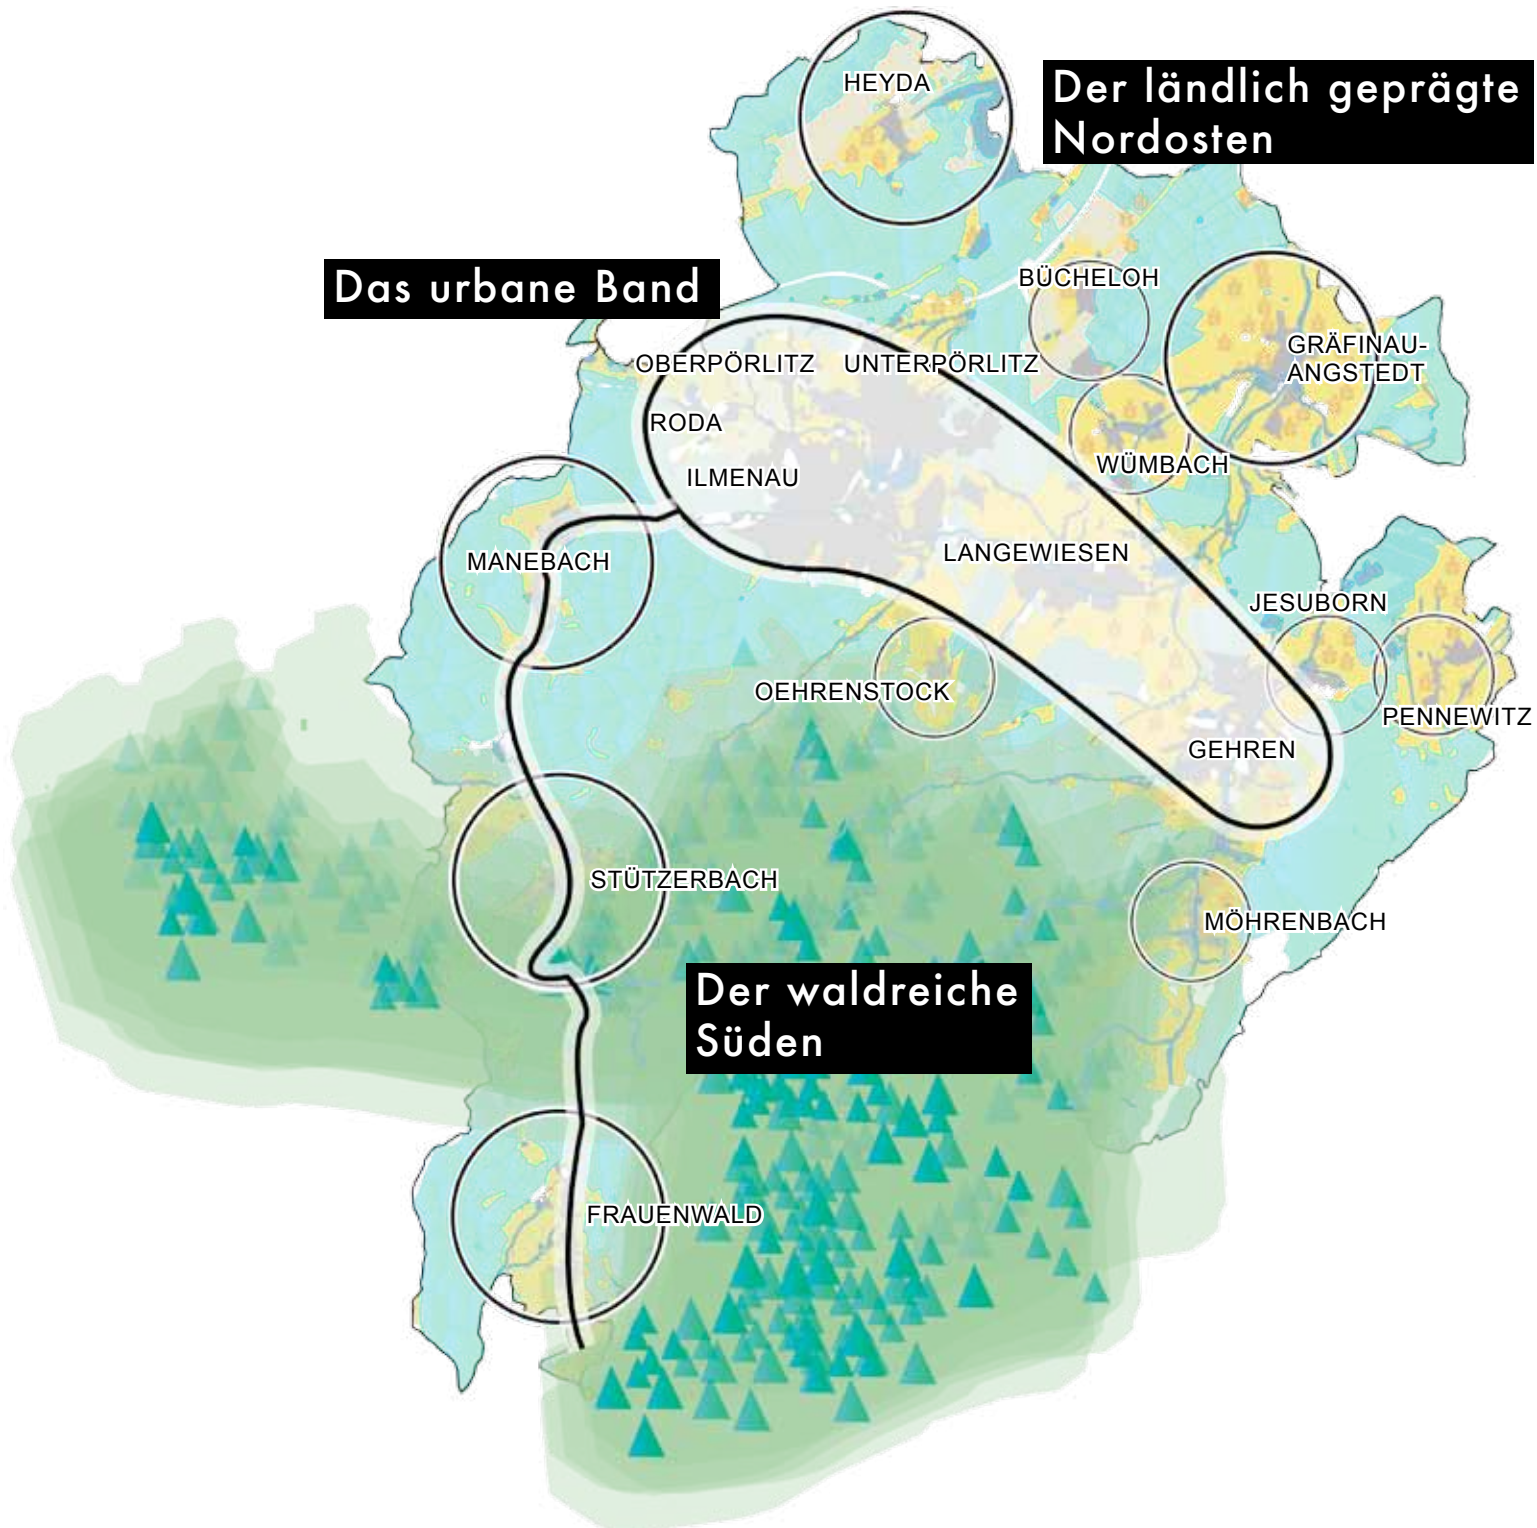 HEYDA
Der ländlich geprägte
Nordosten
Das urbane Band
BÜCHELOH
GRÄFINAU-
ANGSTEDT
OBERPÖRLITZ
UNTERPÖRLITZ
RODA
WÜMBACH
ILMENAU
LANGEWIESEN
MANEBACH
JESUBORN
OEHRENSTOCK
PENNEWITZ
GEHREN
STÜTZERBACH
MÖHRENBACH
Der waldreiche
Süden
FRAUENWALD